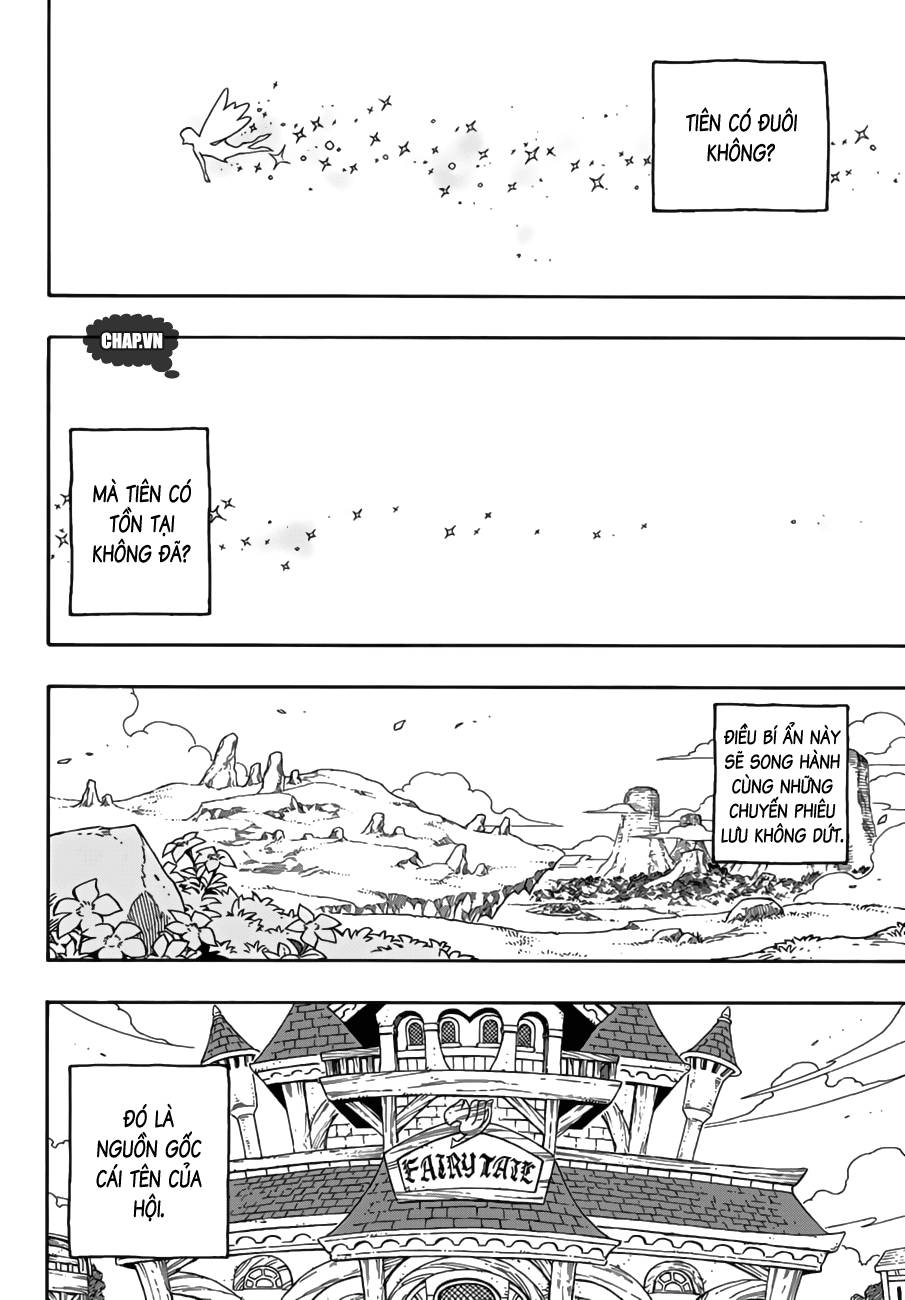 TIÊN CÓ ĐUÔI
KHÔNG?
CHAP.VN
MÀ TIÊN CÓ
TỒN TẠI
KHÔNG ĐÃ?
ĐIỀU BÍ ẨN NÀY
SẼ SONG HÀNH
CÙNG NHỮNG
CHUYẾN PHIÊU
LƯU KHÔNG DỨT.
ĐÓ LÀ
NGUỒN GỐC
CÁI TÊN CỦA
HỘI.
FAIRY TAIL